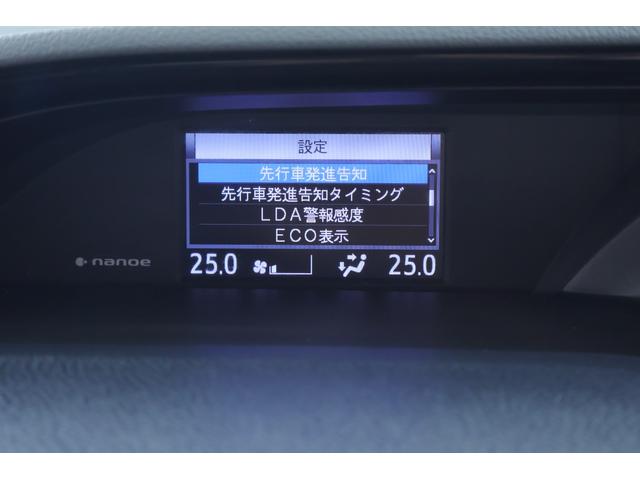 設定
先行車発進告知
先行車発進告知タイミング
LDA警報感度
ECO表示
nanoe
25.0 25.0